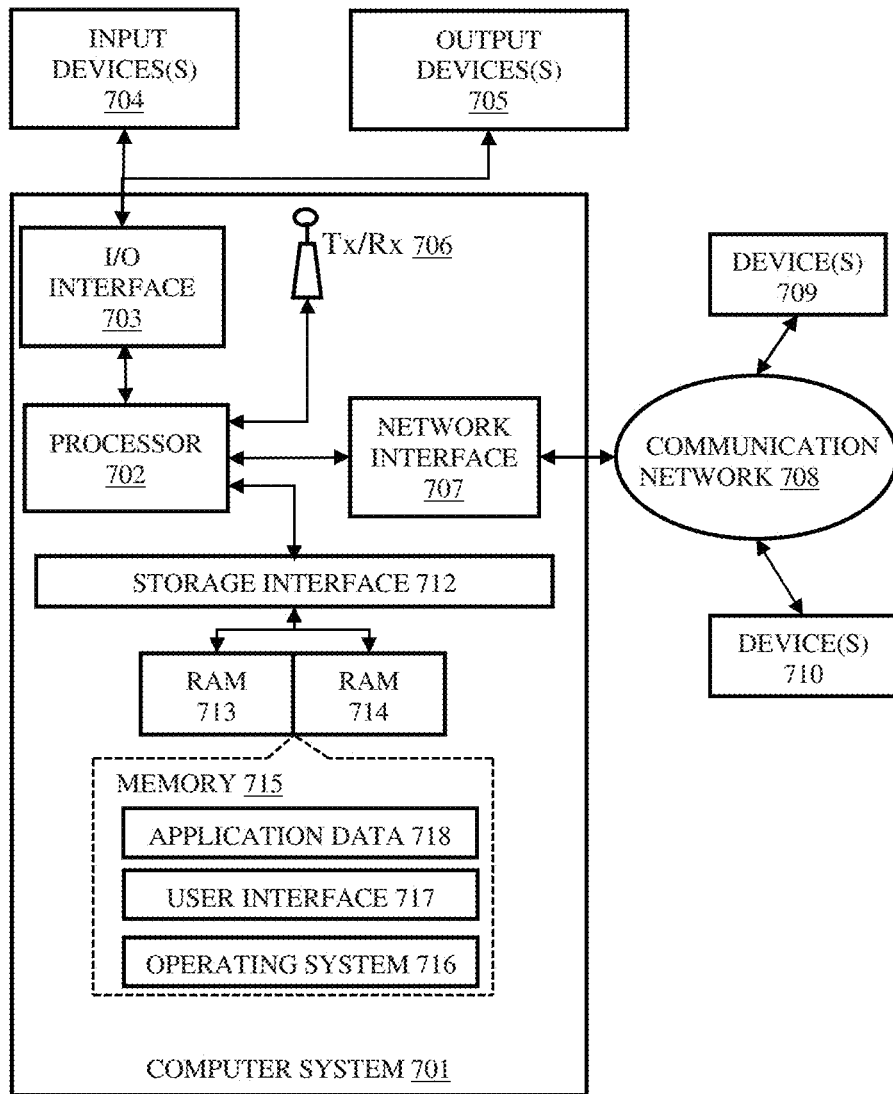 INPUT
DEVICES(S)
704
OUTPUT
DEVICES(S)
705
I/O
INTERFACE
703
Tx/Rx 706
PROCESSOR
702
NETWORK
INTERFACE
707
DEVICE(S)
709
COMMUNICATION
NETWORK 708
DEVICE(S)
710
STORAGE INTERFACE 712
RAM
713
RAM
714
MEMORY 715
APPLICATION DATA 718
USER INTERFACE 717
OPERATING SYSTEM 716
COMPUTER SYSTEM 701